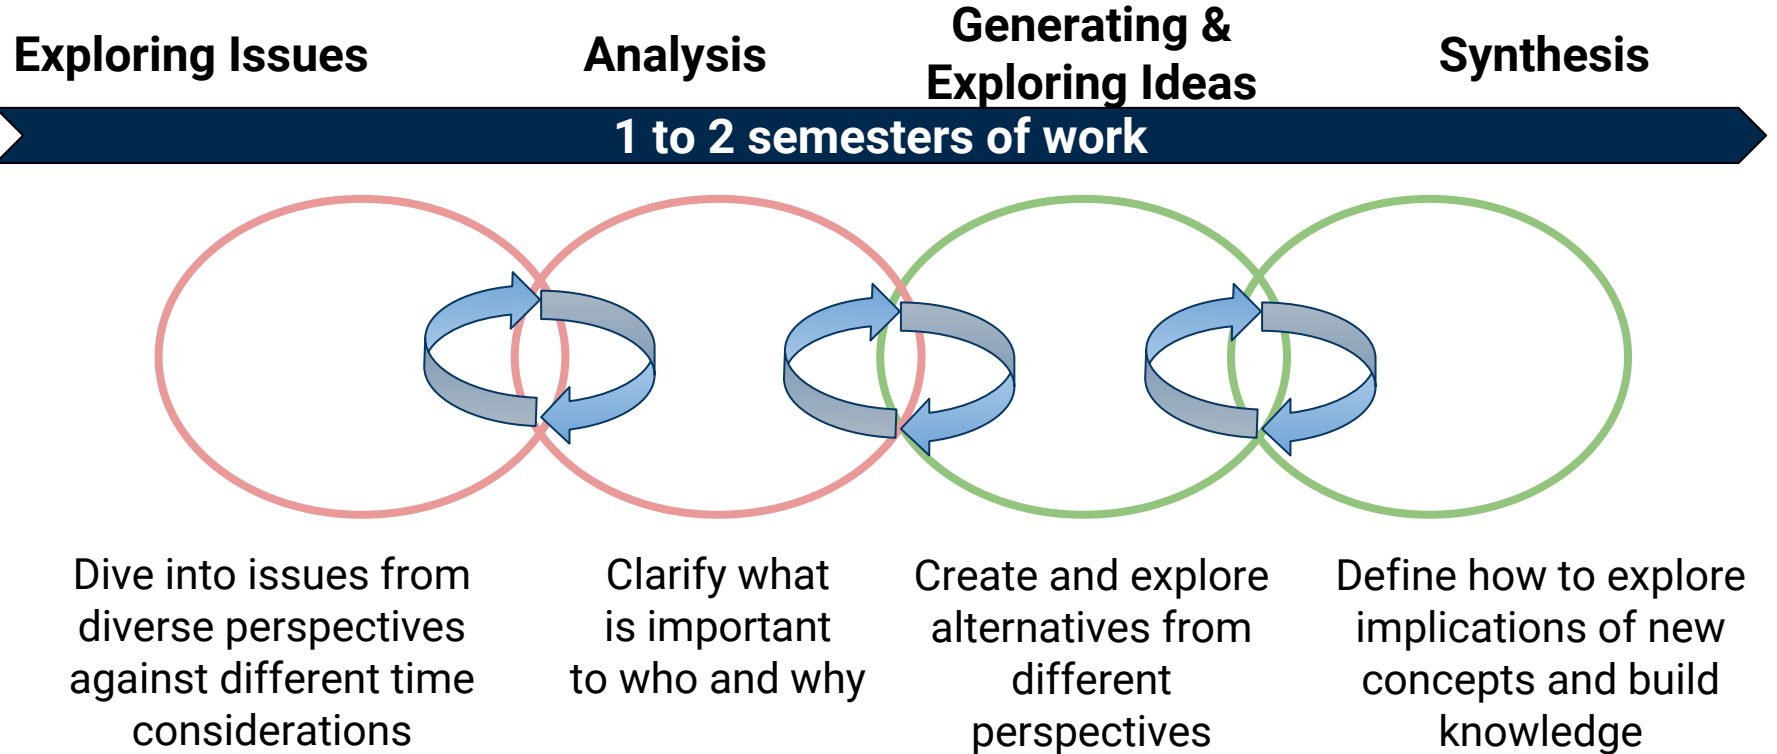 Exploring Issues
Analysis
Generating &
Exploring Ideas
Synthesis
1 to 2 semesters of work
Dive into issues from
diverse perspectives
against different time
considerations
Clarify what
is important
to who and why
Create and explore
alternatives from
different
perspectives
Define how to explore
implications of new
concepts and build
knowledge